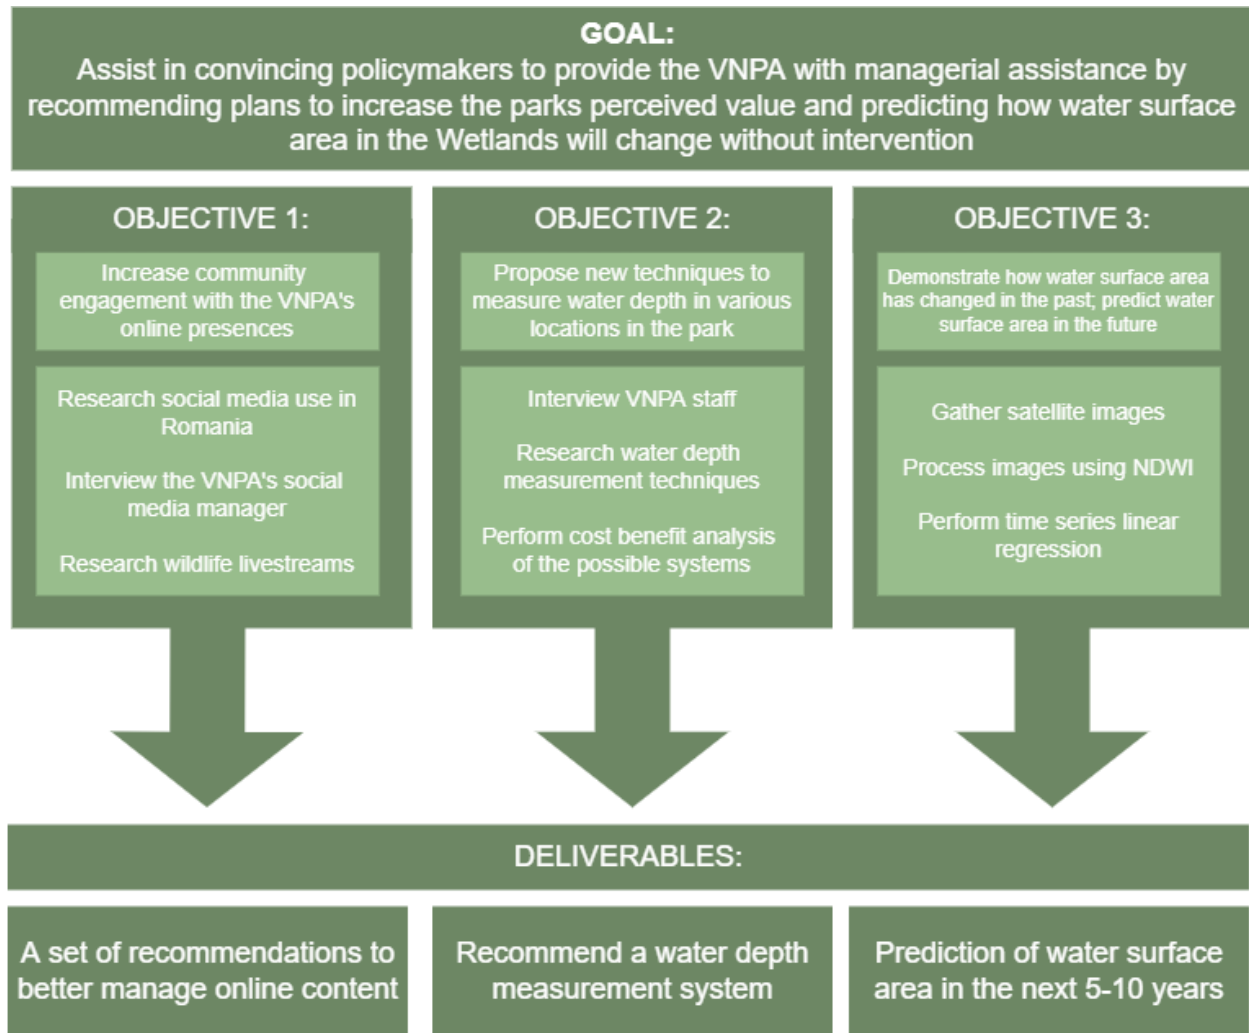 GOAL:
Assist in convincing policymakers to provide the VNPA with managerial assistance by
recommending plans to increase the parks perceived value and predicting how water surface
area in the Wetlands will change without intervention
OBJECTIVE 1:
Increase community
engagement with the VNPA's
online presences
Research social media use in
Romania
Interview the VNPA's social
media manager
Research wildlife livestreams
OBJECTIVE 2:
Propose new techniques to
measure water depth in various
locations in the park
Interview VNPA staff
Research water depth
measurement techniques
Perform cost benefit analysis
of the possible systems
OBJECTIVE 3:
Demonstrate how water surface area
has changed in the past; predict water
surface area in the future
Gather satellite images
Process images using NDWI
Perform time series linear
regression
DELIVERABLES:
A set of recommendations to
better manage online content
Recommend a water depth
measurement system
Prediction of water surface
area in the next 5-10 years